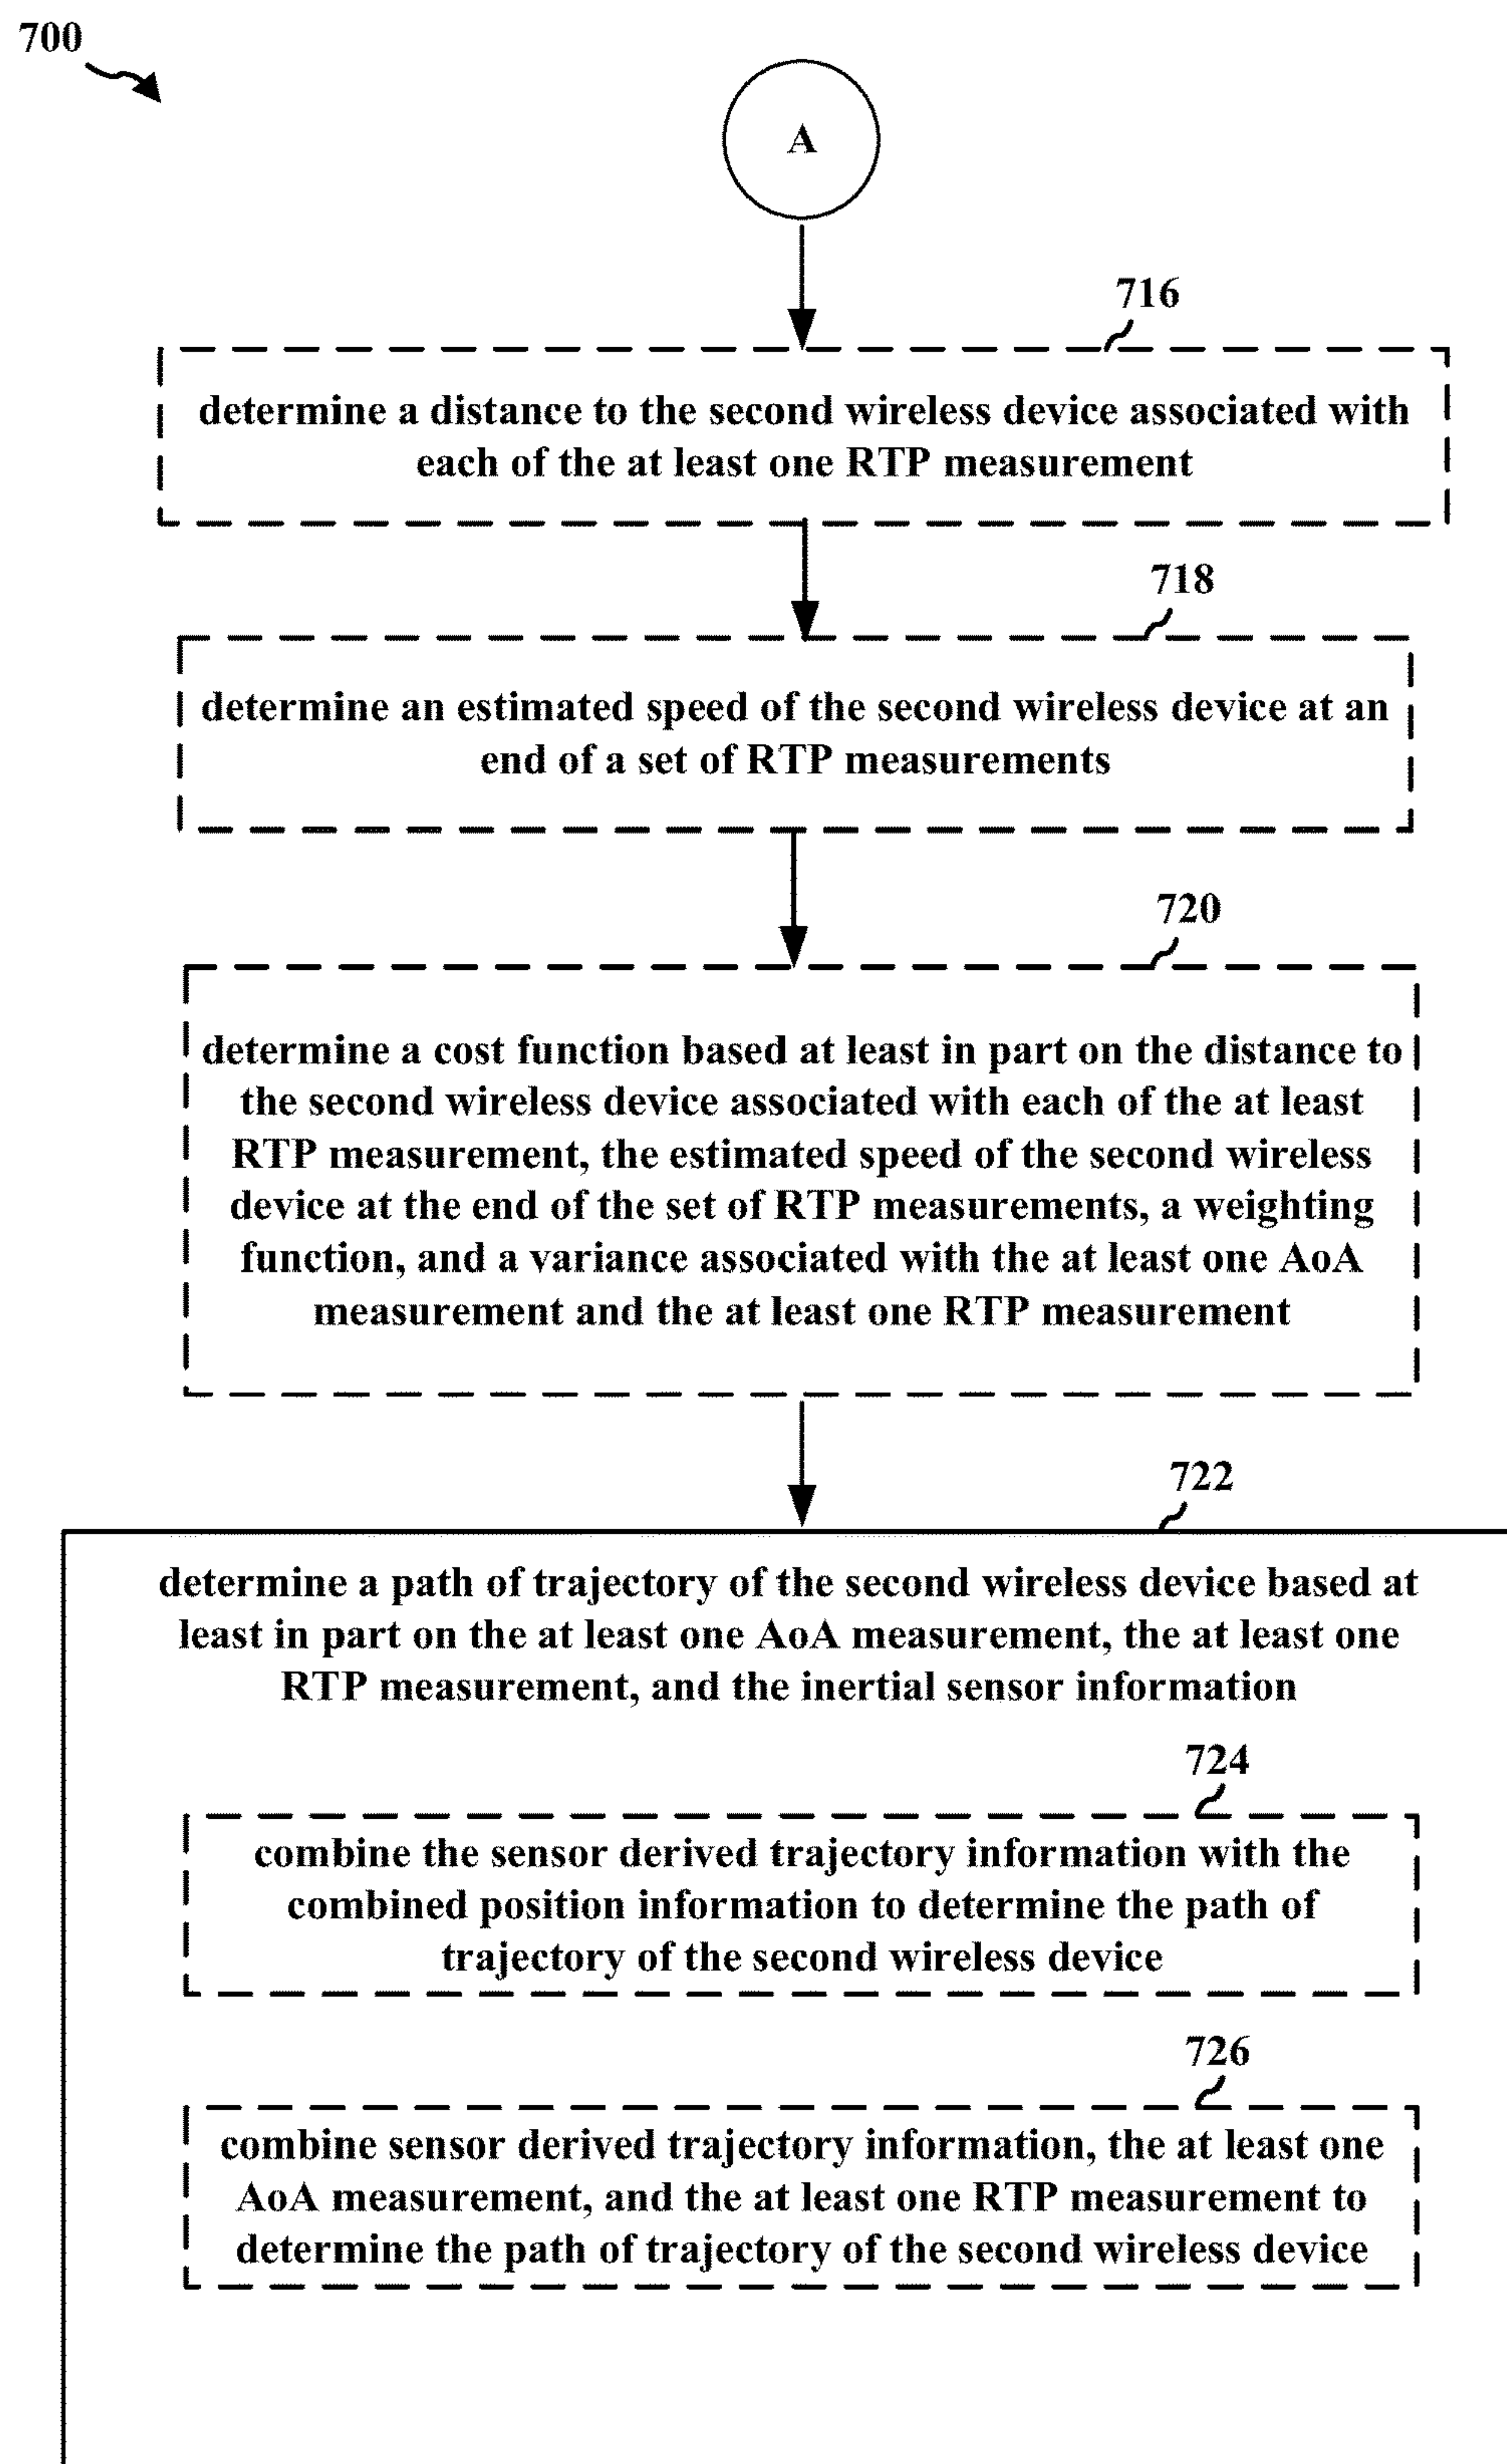 700
A
716
determine a distance to the second wireless device associated with
each of the at least one RTP measurement
718
determine an estimated speed of the second wireless device at an
end of a set of RTP measurements
720
determine a cost function based at least in part on the distance to
the second wireless device associated with each of the at least
RTP measurement, the estimated speed of the second wireless
device at the end of the set of RTP measurements, a weighting
function, and a variance associated with the at least one AoA
measurement and the at least one RTP measurement
722
determine a path of trajectory of the second wireless device based at
least in part on the at least one AoA measurement, the at least one
RTP measurement, and the inertial sensor information
724
combine the sensor derived trajectory information with the
combined position information to determine the path of
trajectory of the second wireless device
726
combine sensor derived trajectory information, the at least one
AoA measurement, and the at least one RTP measurement to
determine the path of trajectory of the second wireless device